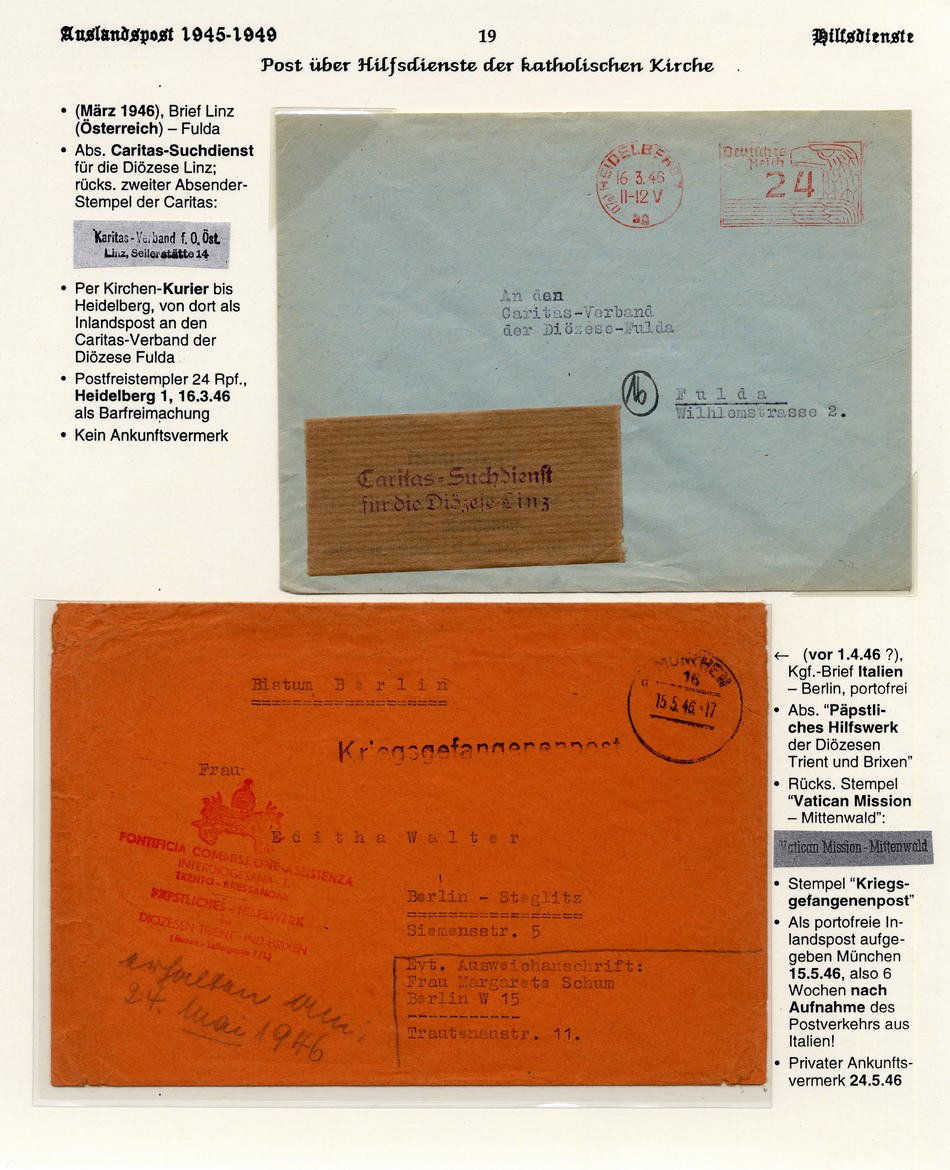 Auslandspost 1945-1949
19
Hilfsdienste
Post über Hilfsdienste der katholischen Kirche
• (März 1946), Brief Linz
(Österreich) – Fulda
• Abs. Caritas-Suchdienst
für die Diözese Linz;
rücks. zweiter Absender-
Stempel der Caritas:
Karitas-Verband f. O. Öst.
Linz, Seilerstätte 14
• Per Kirchen-Kurier bis
Heidelberg, von dort als
Inlandspost an den
Caritas-Verband der
Diözese Fulda
• Postfreistempler 24 Rpf.,
Heidelberg 1, 16.3.46
als Barfreimachung
• Kein Ankunftsvermerk
(17a) HEIDELBERG
16 3.46
11-12 V
ag
Deutsches
Reich
24
An den
Caritas-Verband
der Diözese-Fulda
16
F u l d a
Wilhlemstrasse 2.
Caritas-Suchdienst
für die Diözese Linz
Bistum B e r l i n
MÜNCHEN
16
15.5.46.-17
Kriegsgefangenenpost
Frau
E d i t h a W a l t e r
PONTIFICIA COMMISSIONE ASSISTENZA
INTERDIOCESANA
TRENTO - BRESSANONE
PÄPSTLICHES - HILFSWERK
DIOZESEN TRIENT UND BRIXEN
Berlin - Steglitz
Siemensstr. 5
Evt. Ausweichanschrift:
Frau Margarete Schum
Berlin W 15
Trautenaustr. 11.
erhalten am:
24. Mai 1946
← (vor 1.4.46 ?),
Kgf.-Brief Italien
– Berlin, portofrei
• Abs. “Päpstli-
ches Hilfswerk
der Diözesen
Trient und Brixen”
• Rücks. Stempel
“Vatican Mission
– Mittenwald”:
Vatican Mission - Mittenwald
• Stempel “Kriegs-
gefangenenpost”
• Als portofreie In-
landspost aufge-
geben München
15.5.46, also 6
Wochen nach
Aufnahme des
Postverkehrs aus
Italien!
• Privater Ankunfts-
vermerk 24.5.46